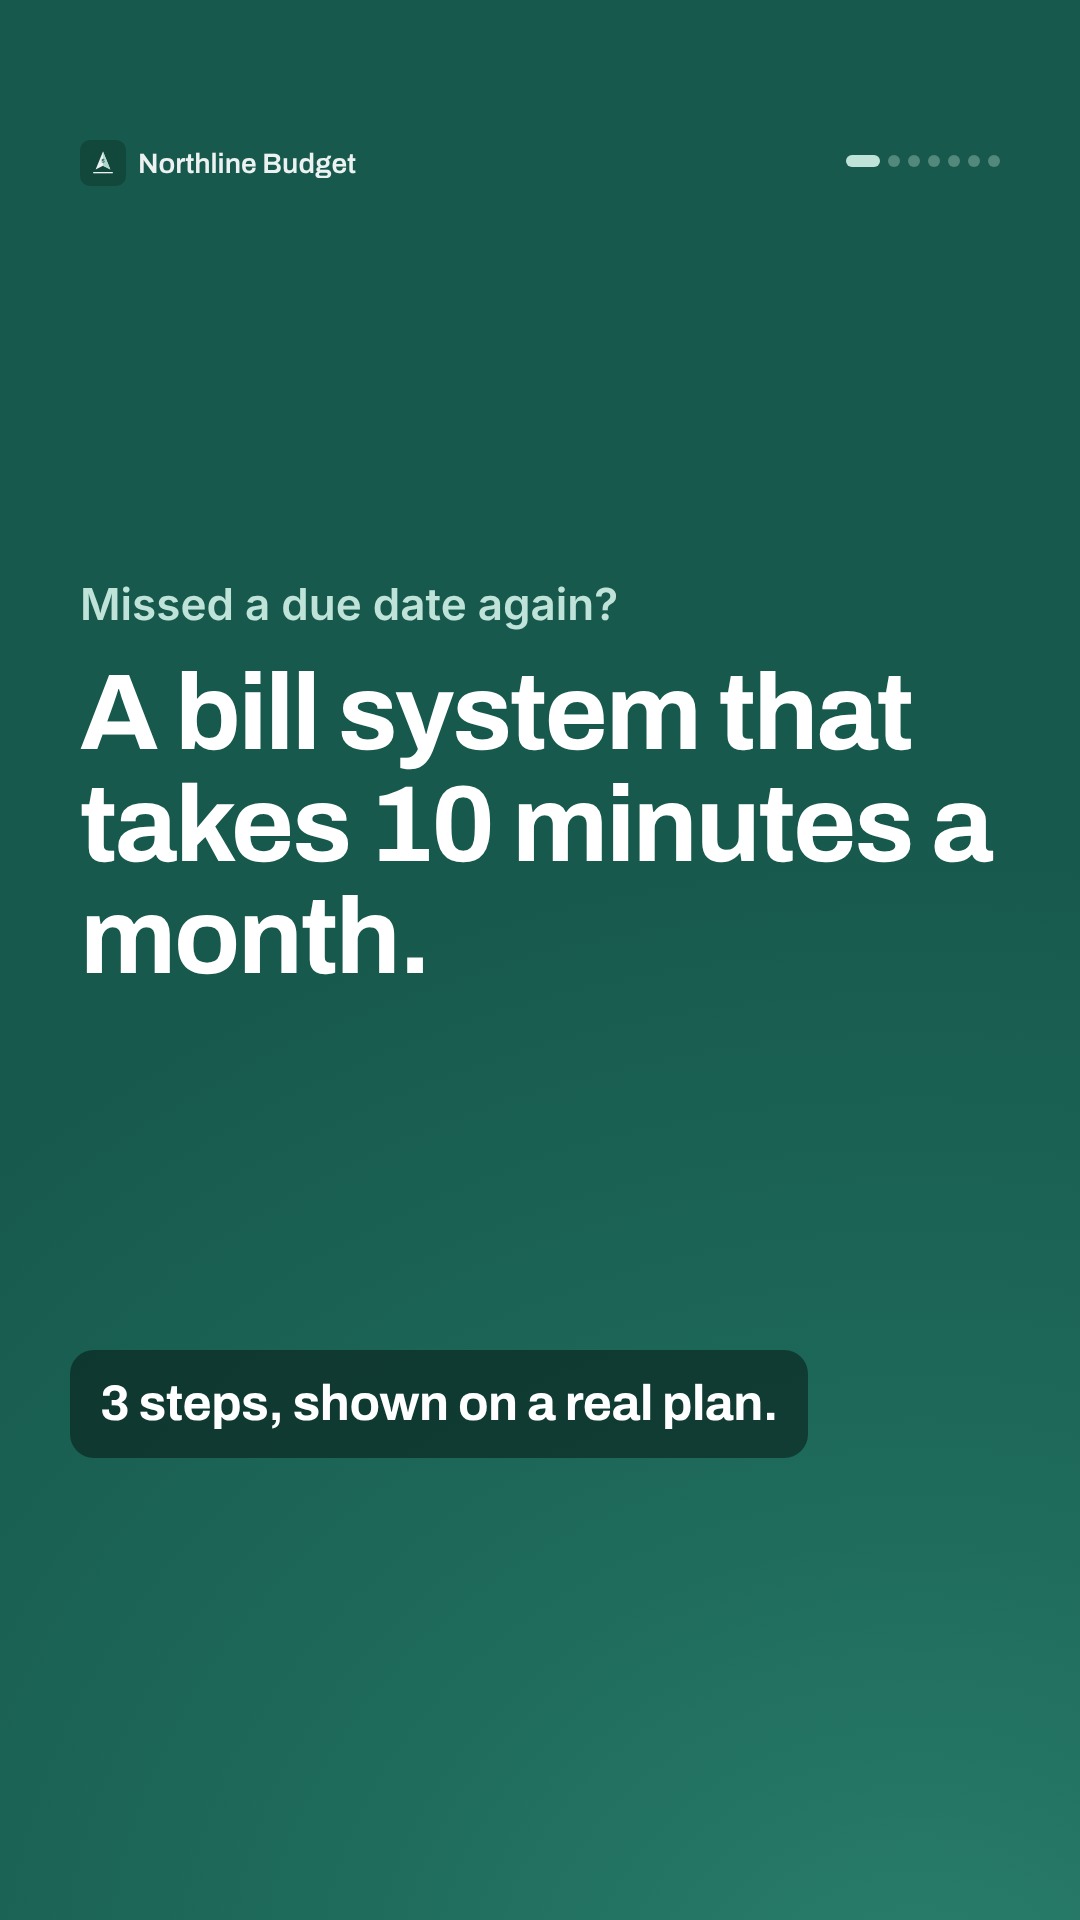 Northline Budget
Missed a due date again?
A bill system that
takes 10 minutes a
month.
3 steps, shown on a real plan.